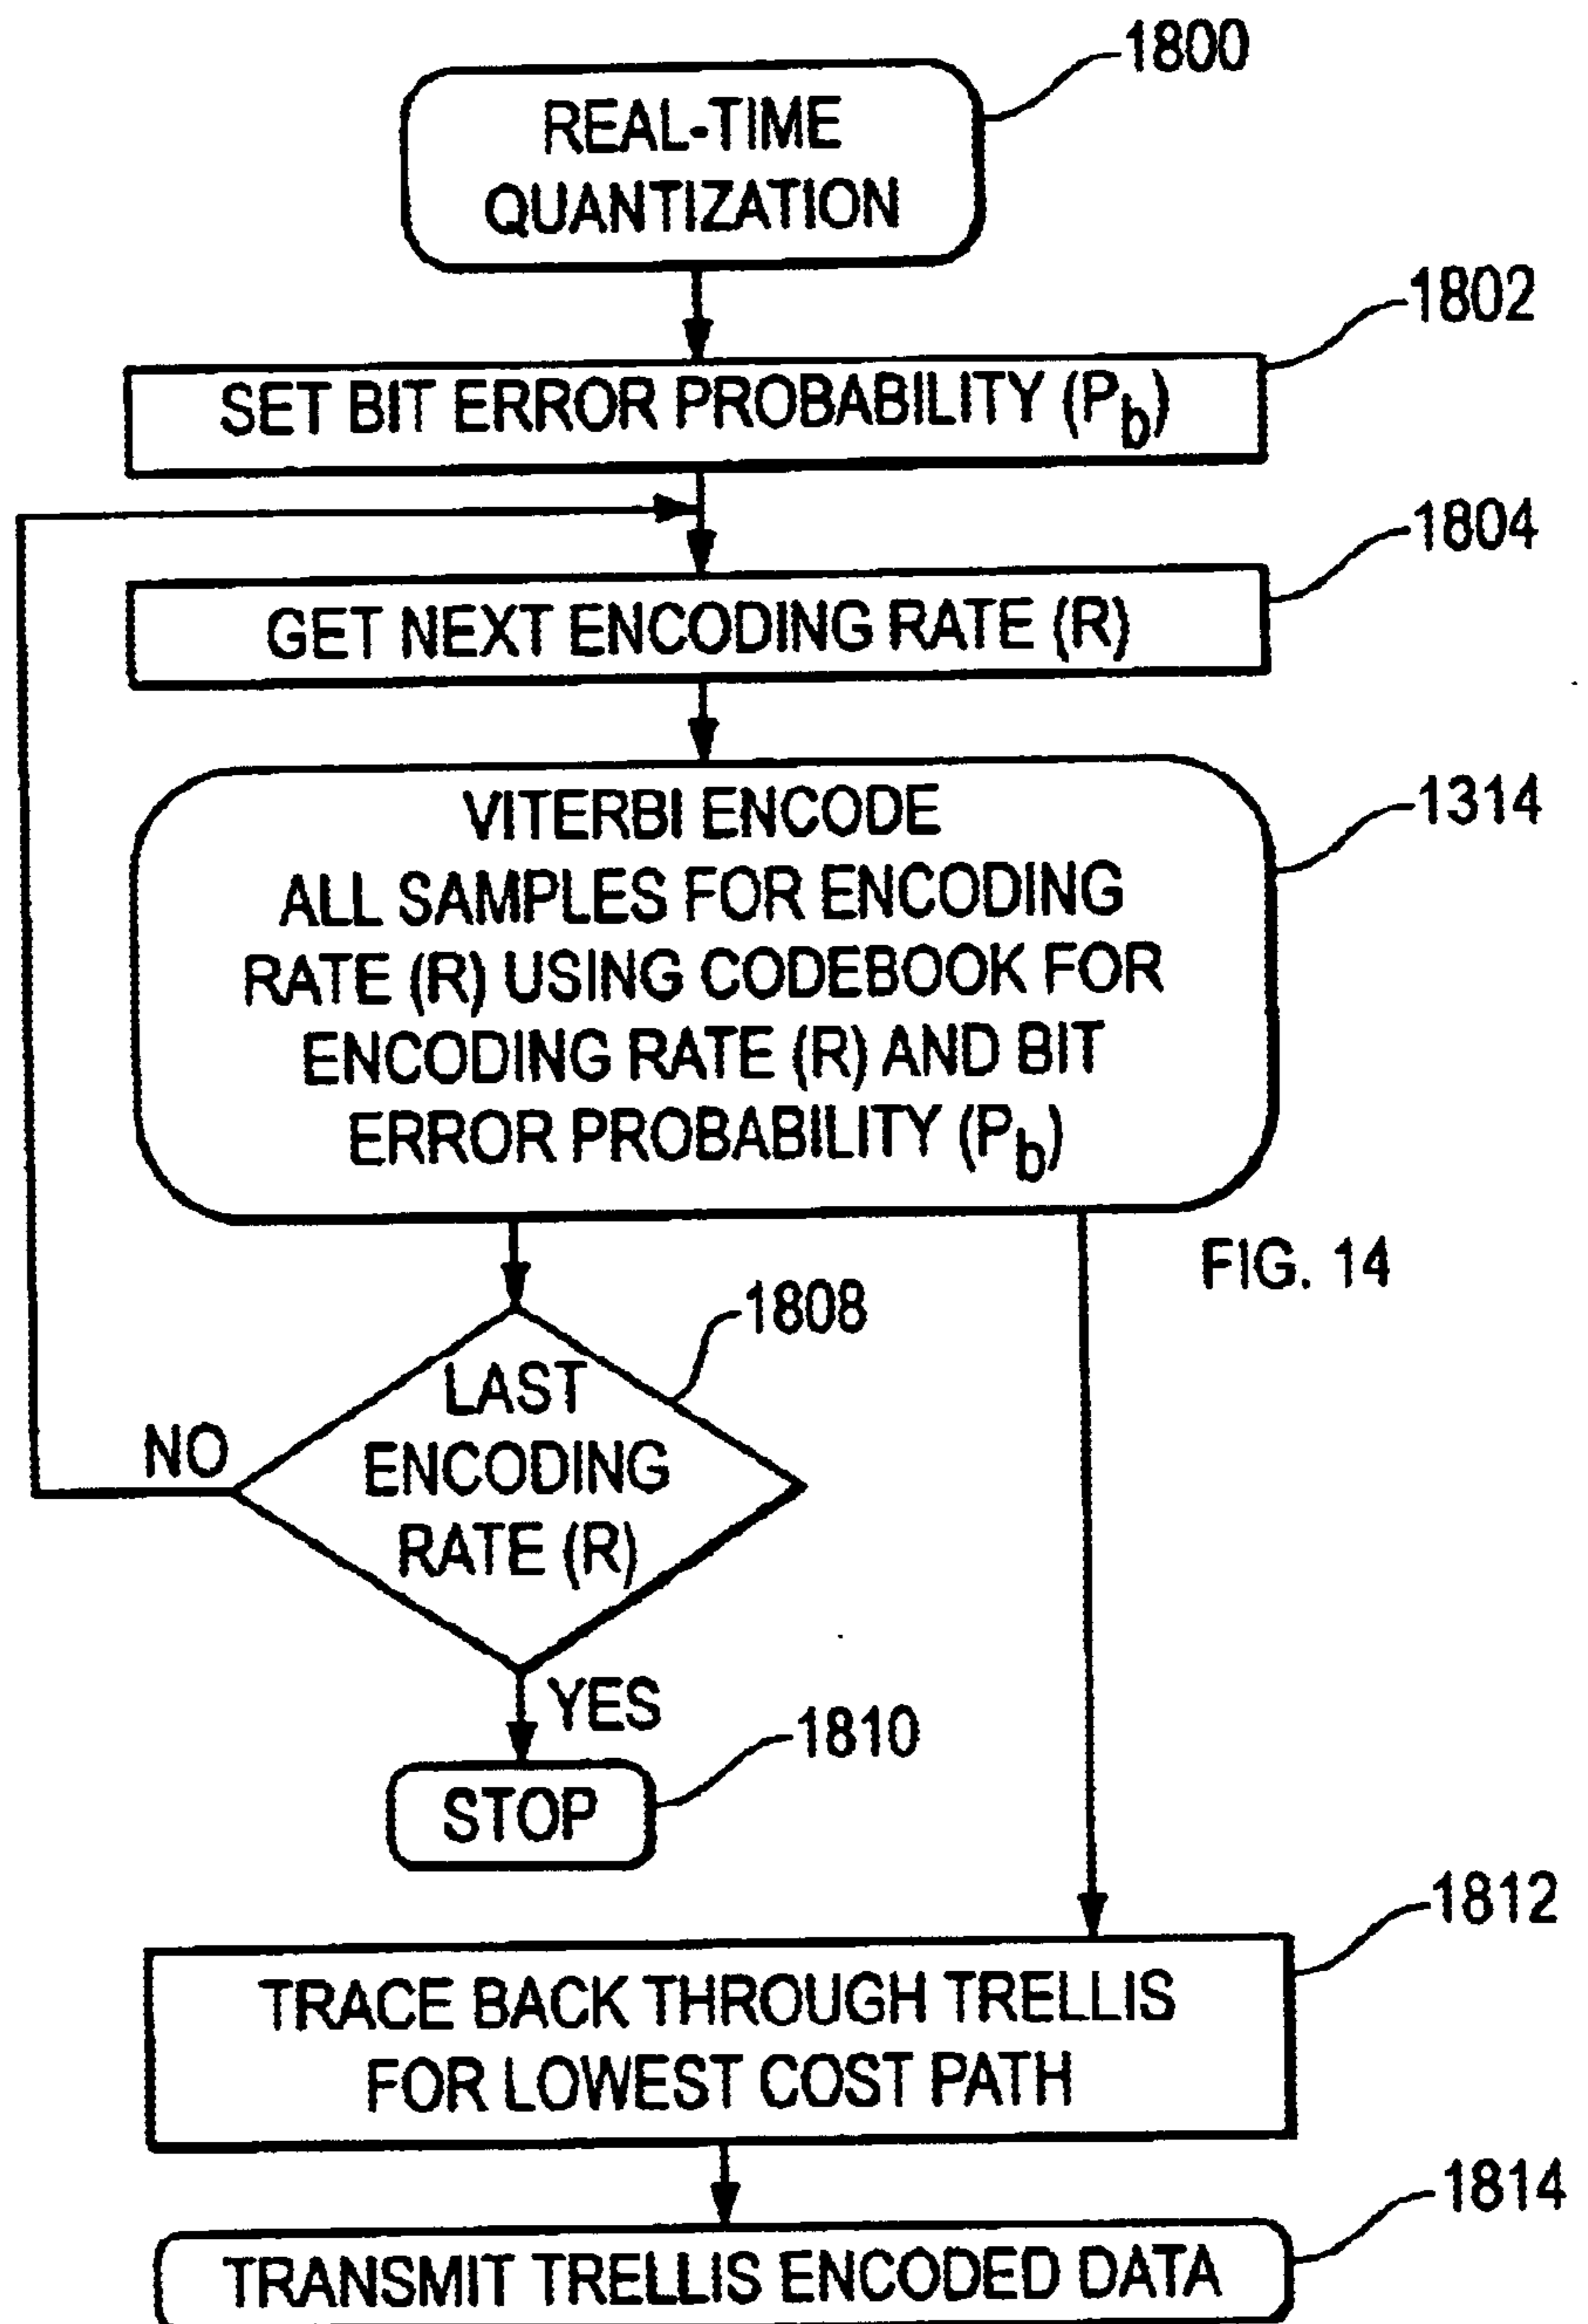 1800
REAL-TIME
QUANTIZATION
1802
SET BIT ERROR PROBABILITY (Pb)
1804
GET NEXT ENCODING RATE (R)
1314
VITERBI ENCODE
ALL SAMPLES FOR ENCODING
RATE (R) USING CODEBOOK FOR
ENCODING RATE (R) AND BIT
ERROR PROBABILITY (Pb)
FIG. 14
1808
LAST
ENCODING
RATE (R)
NO
YES
1810
STOP
1812
TRACE BACK THROUGH TRELLIS
FOR LOWEST COST PATH
1814
TRANSMIT TRELLIS ENCODED DATA